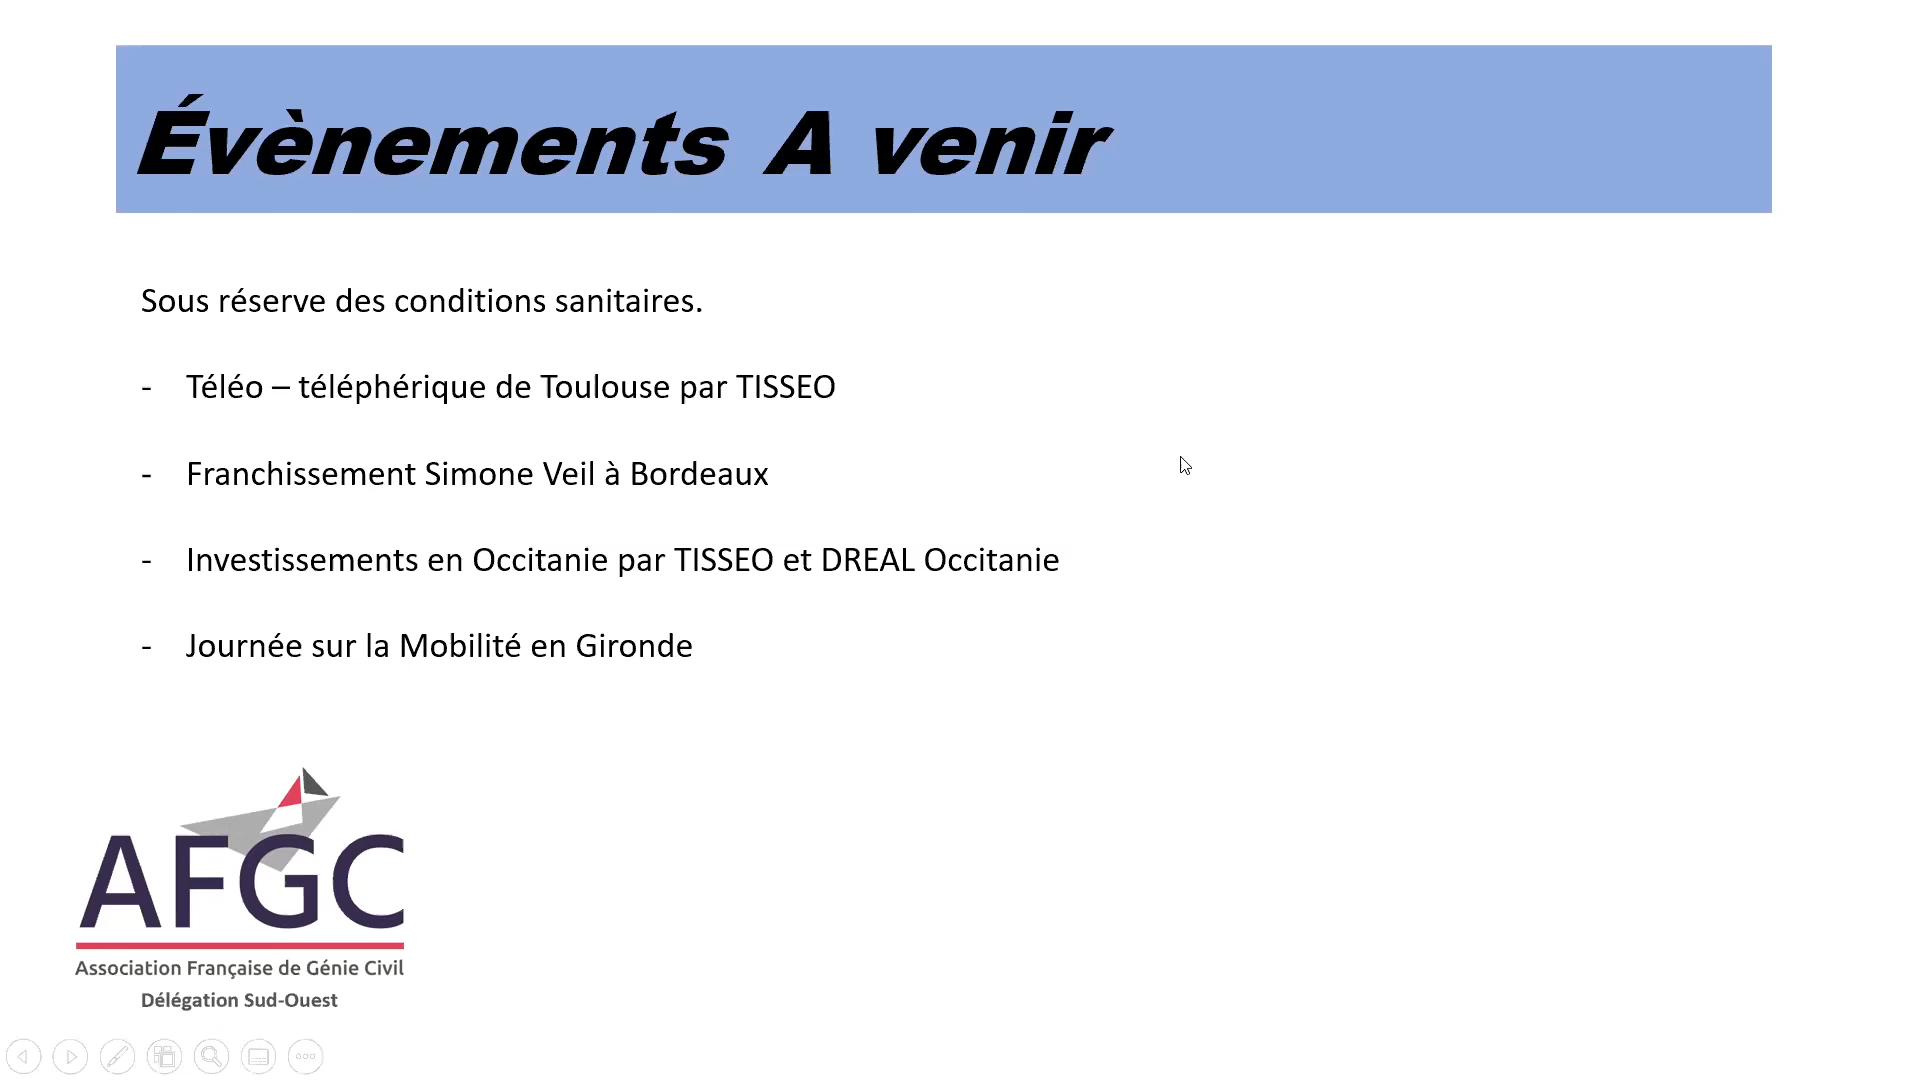 Évènements A venir
Sous réserve des conditions sanitaires.
- Téléo – téléphérique de Toulouse par TISSEO
- Franchissement Simone Veil à Bordeaux
- Investissements en Occitanie par TISSEO et DREAL Occitanie
- Journée sur la Mobilité en Gironde
AFGC
Association Française de Génie Civil
Délégation Sud-Ouest